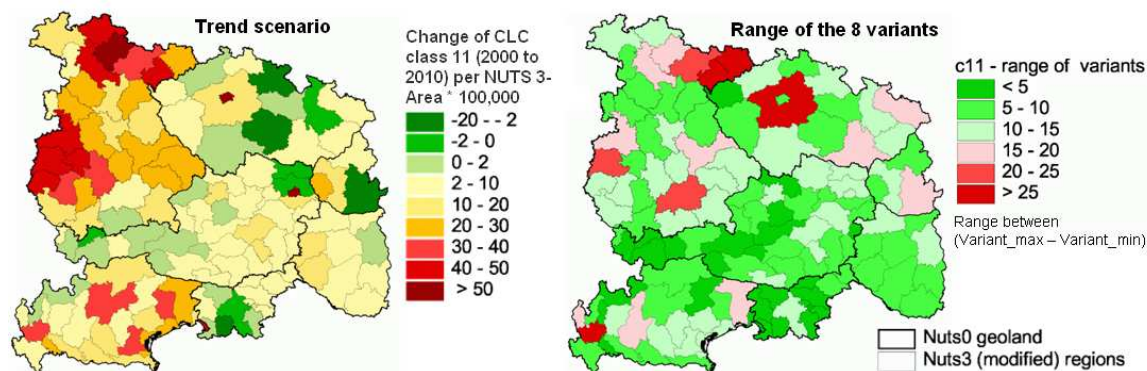 Trend scenario
Change of CLC
class 11 (2000 to
2010) per NUTS 3-
Area * 100,000
-20 - - 2
-2 - 0
0 - 2
2 - 10
10 - 20
20 - 30
30 - 40
40 - 50
> 50
Range of the 8 variants
c11 - range of variants
< 5
5 - 10
10 - 15
15 - 20
20 - 25
> 25
Range between
(Variant_max – Variant_min)
Nuts0 geoland
Nuts3 (modified) regions